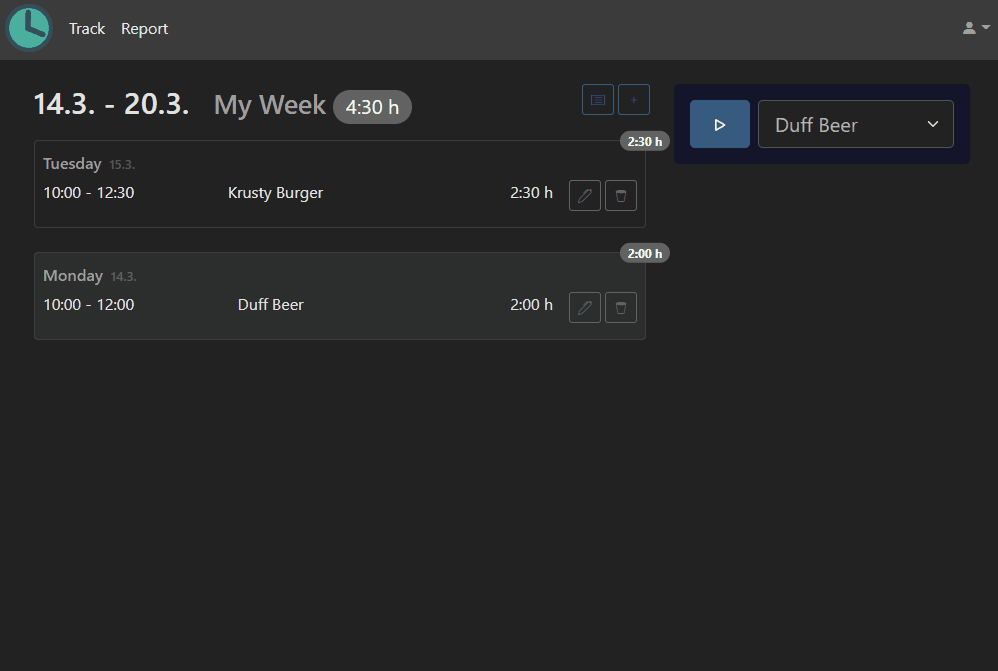 Track Report
14.3. - 20.3. My Week 4:30 h
Duff Beer
2:30 h
Tuesday 15.3.
10:00 - 12:30 Krusty Burger 2:30 h
2:00 h
Monday 14.3.
10:00 - 12:00 Duff Beer 2:00 h